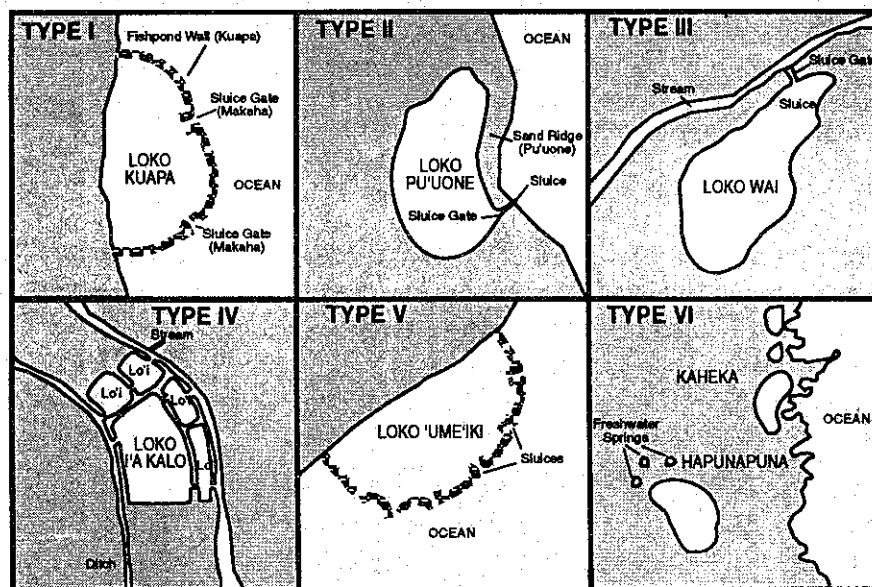 TYPE I
Fishpond Wall (Kuapa)
Sluice Gate
(Makaha)
LOKO
KUAPA
OCEAN
Sluice Gate
(Makaha)
TYPE II
OCEAN
Sand Ridge
(Pu'uone)
LOKO
PU'UONE
Sluice
Sluice Gate
TYPE III
Sluice Gate
Stream
Sluice
LOKO WAI
TYPE IV
Stream
Lo'i
Lo'i
Lo'i
LOKO
I'A KALO
Lo'i
Ditch
TYPE V
LOKO 'UME'IKI
Sluices
OCEAN
TYPE VI
KAHEKA
OCEAN
Freshwater
Springs
HAPUNAPUNA